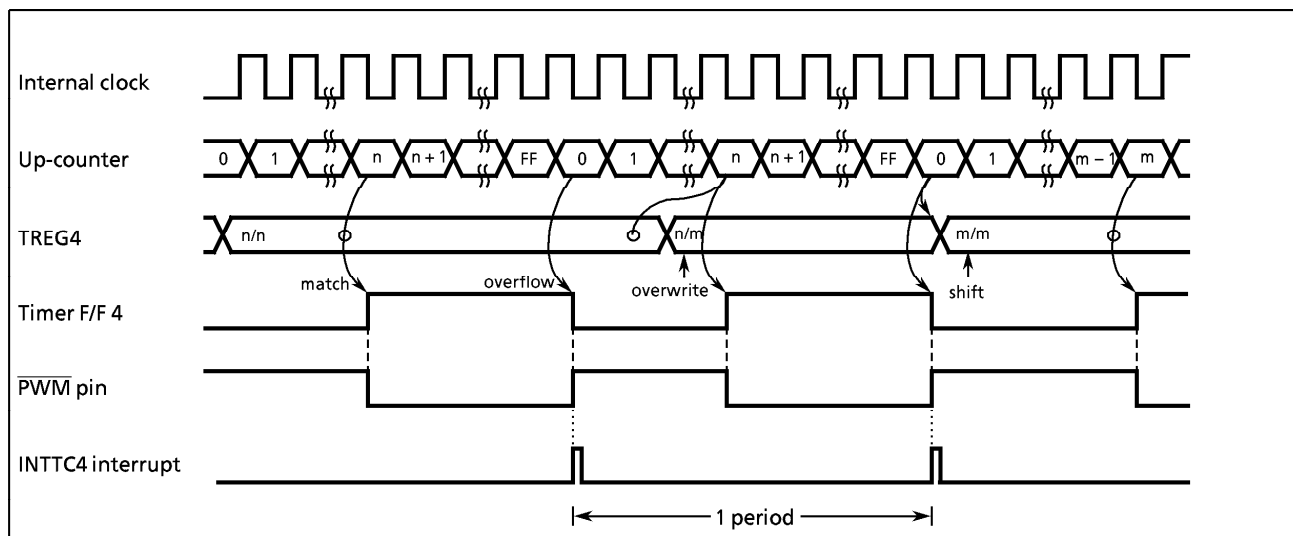 Internal clock
Up-counter
0 1 n n + 1 FF 0 1 n n + 1 FF 0 1 m − 1 m
TREG4
n/n n/m m/m
match overflow overwrite shift
Timer F/F 4
PWM pin
INTTC4 interrupt
1 period